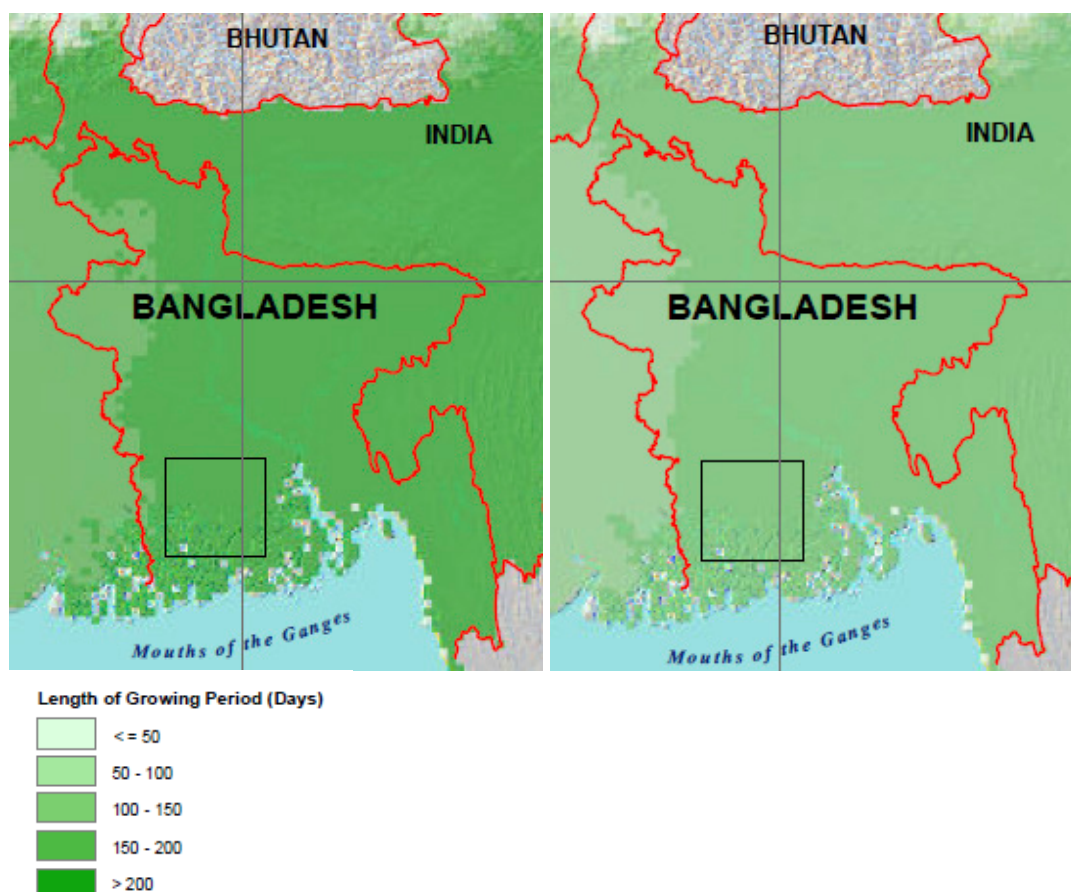 BHUTAN
INDIA
BANGLADESH
Mouths of the Ganges
BHUTAN
INDIA
BANGLADESH
Mouths of the Ganges
Length of Growing Period (Days)
< = 50
50 - 100
100 - 150
150 - 200
> 200